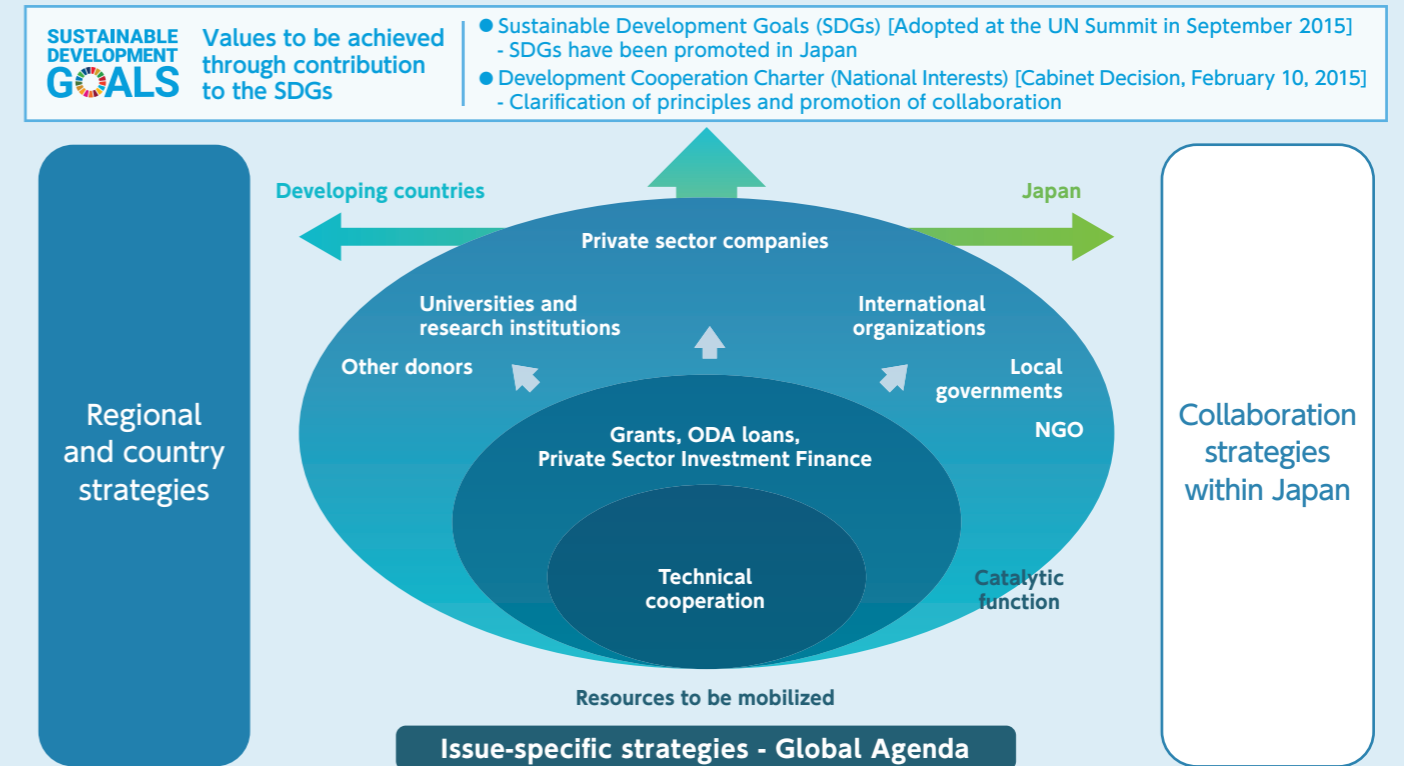 SUSTAINABLE
DEVELOPMENT
GOALS
Values to be achieved
through contribution
to the SDGs
● Sustainable Development Goals (SDGs) [Adopted at the UN Summit in September 2015]
- SDGs have been promoted in Japan
● Development Cooperation Charter (National Interests) [Cabinet Decision, February 10, 2015]
- Clarification of principles and promotion of collaboration
Developing countries
Japan
Private sector companies
Universities and
research institutions
International
organizations
Other donors
Local
governments
NGO
Regional
and country
strategies
Grants, ODA loans,
Private Sector Investment Finance
Collaboration
strategies
within Japan
Technical
cooperation
Catalytic
function
Resources to be mobilized
Issue-specific strategies - Global Agenda